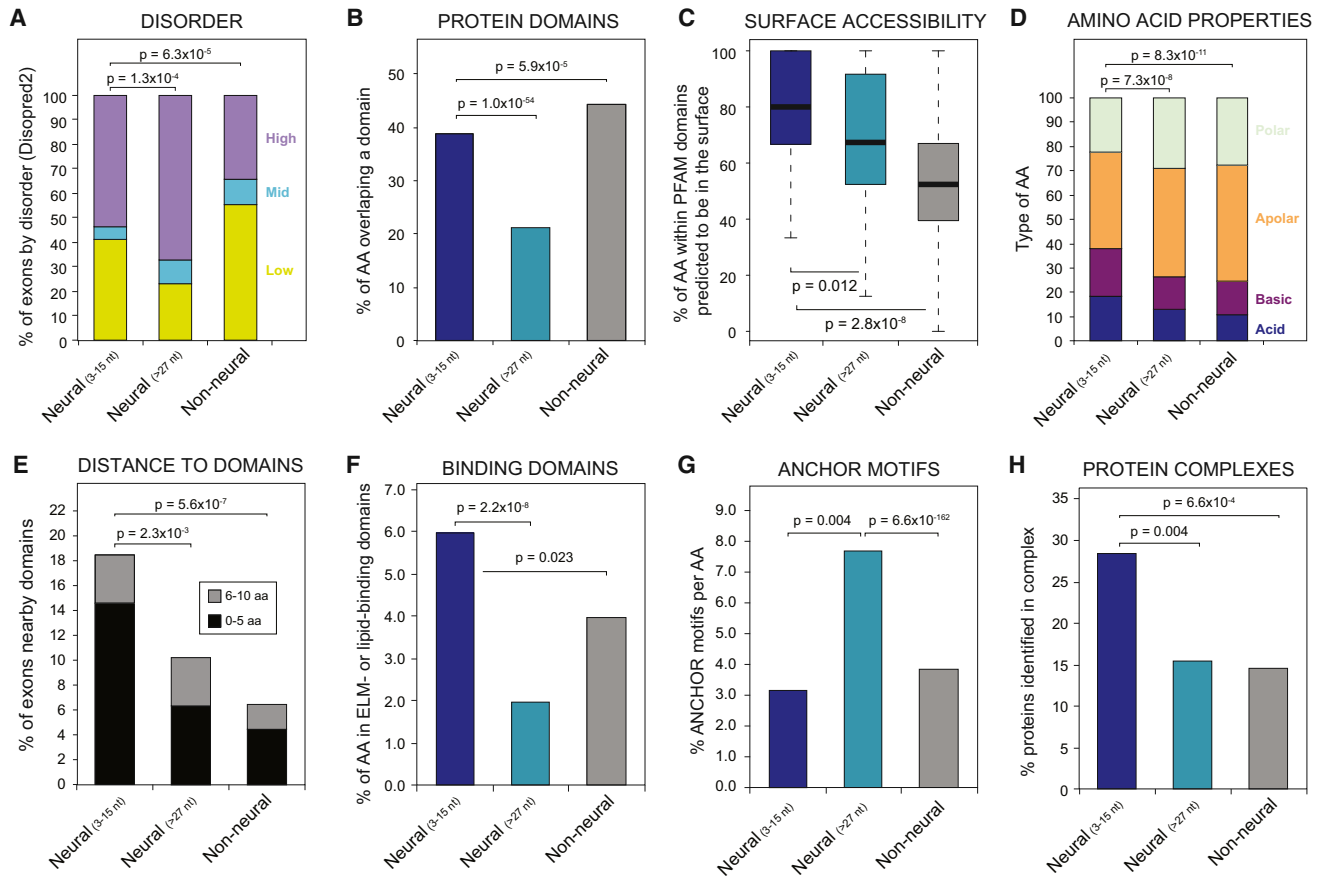 A
DISORDER
% of exons by disorder (Disopred2)
100
90
80
70
60
50
40
30
20
10
0
p = 6.3x10-5
p = 1.3x10-4
High
Mid
Low
Neural (3-15 nt)
Neural (>27 nt)
Non-neural
B
PROTEIN DOMAINS
% of AA overlaping a domain
50
40
30
20
10
0
p = 5.9x10-5
p = 1.0x10-54
Neural (3-15 nt)
Neural (>27 nt)
Non-neural
C
SURFACE ACCESSIBILITY
% of AA within PFAM domains
predicted to be in the surface
100
80
60
40
20
0
p = 0.012
p = 2.8x10-8
Neural (3-15 nt)
Neural (>27 nt)
Non-neural
D
AMINO ACID PROPERTIES
Type of AA
100
90
80
70
60
50
40
30
20
10
0
p = 8.3x10-11
p = 7.3x10-8
Polar
Apolar
Basic
Acid
Neural (3-15 nt)
Neural (>27 nt)
Non-neural
E
DISTANCE TO DOMAINS
% of exons nearby domains
22
20
18
16
14
12
10
8
6
4
2
0
p = 5.6x10-7
p = 2.3x10-3
6-10 aa
0-5 aa
Neural (3-15 nt)
Neural (>27 nt)
Non-neural
F
BINDING DOMAINS
% of AA in ELM- or lipid-binding domains
7.0
6.0
5.0
4.0
3.0
2.0
1.0
0.0
p = 2.2x10-8
p = 0.023
Neural (3-15 nt)
Neural (>27 nt)
Non-neural
G
ANCHOR MOTIFS
% ANCHOR motifs per AA
9.0
8.0
7.0
6.0
5.0
4.0
3.0
2.0
1.0
0.0
p = 0.004
p = 6.6x10-162
Neural (3-15 nt)
Neural (>27 nt)
Non-neural
H
PROTEIN COMPLEXES
% proteins identified in complex
35
30
25
20
15
10
5
0
p = 6.6x10-4
p = 0.004
Neural (3-15 nt)
Neural (>27 nt)
Non-neural